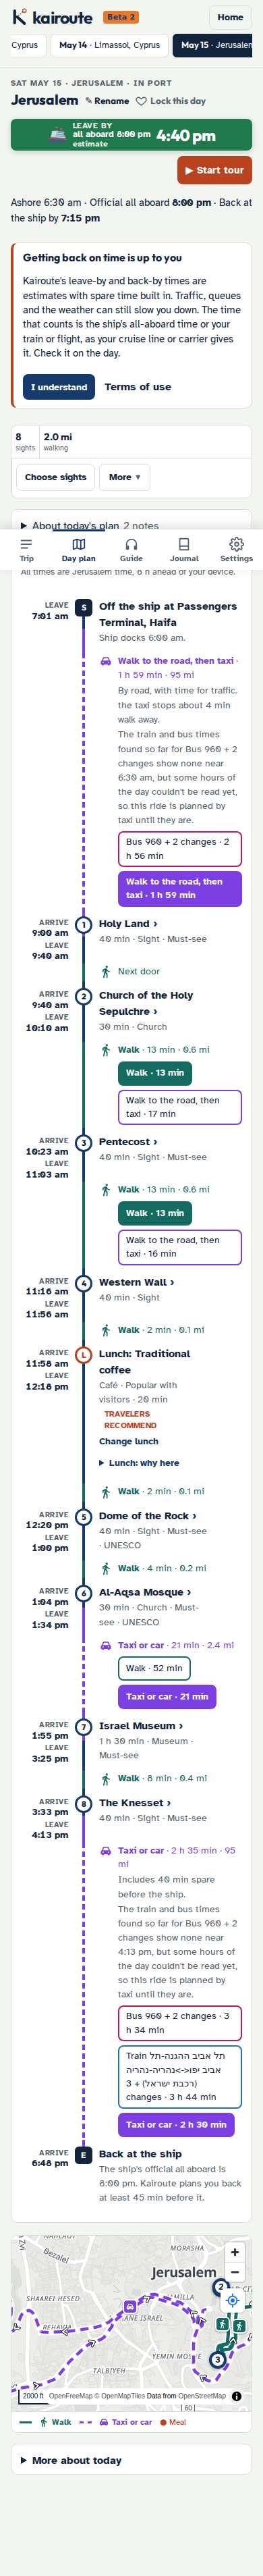 kairoute Beta 2 Home
Cyprus May 14 · Limassol, Cyprus May 15 · Jerusalem
SAT MAY 15 · JERUSALEM · IN PORT
Jerusalem ✎ Rename ♡ Lock this day
LEAVE BY
all aboard 8:00 pm
estimate
4:40 pm
▶ Start tour
Ashore 6:30 am · Official all aboard 8:00 pm · Back at
the ship by 7:15 pm
Getting back on time is up to you
Kairoute's leave-by and back-by times are
estimates with spare time built in. Traffic, queues
and the weather can still slow you down. The time
that counts is the ship's all-aboard time or your
train or flight, as your cruise line or carrier gives
it. Check it on the day.
I understand Terms of use
8
sights
2.0 mi
walking
Choose sights More ▾
▶ About today's plan 2 notes
Trip Day plan Guide Journal Settings
All times are Jerusalem time, 8 h ahead of your device.
LEAVE
7:01 am
S
Off the ship at Passengers
Terminal, Haifa
Ship docks 6:00 am.
Walk to the road, then taxi ·
1 h 59 min · 95 mi
By road, with time for traffic.
the taxi stops about 4 min
walk away.
The train and bus times
found so far for Bus 960 + 2
changes show none near
6:30 am, but some hours of
the day couldn't be read yet,
so this ride is planned by
taxi until they are.
Bus 960 + 2 changes · 2
h 56 min
Walk to the road, then
taxi · 1 h 59 min
ARRIVE
9:00 am
LEAVE
9:40 am
1
Holy Land ›
40 min · Sight · Must-see
Next door
ARRIVE
9:40 am
LEAVE
10:10 am
2
Church of the Holy
Sepulchre ›
30 min · Church
Walk · 13 min · 0.6 mi
Walk · 13 min
Walk to the road, then
taxi · 17 min
ARRIVE
10:23 am
LEAVE
11:03 am
3
Pentecost ›
40 min · Sight · Must-see
Walk · 13 min · 0.6 mi
Walk · 13 min
Walk to the road, then
taxi · 16 min
ARRIVE
11:16 am
LEAVE
11:56 am
4
Western Wall ›
40 min · Sight
Walk · 2 min · 0.1 mi
ARRIVE
11:58 am
LEAVE
12:18 pm
L
Lunch: Traditional
coffee
Café · Popular with
visitors · 20 min
TRAVELERS
RECOMMEND
Change lunch
▶ Lunch: why here
Walk · 2 min · 0.1 mi
ARRIVE
12:20 pm
LEAVE
1:00 pm
5
Dome of the Rock ›
40 min · Sight · Must-see
· UNESCO
Walk · 4 min · 0.2 mi
ARRIVE
1:04 pm
LEAVE
1:34 pm
6
Al-Aqsa Mosque ›
30 min · Church · Must-
see · UNESCO
Taxi or car · 21 min · 2.4 mi
Walk · 52 min
Taxi or car · 21 min
ARRIVE
1:55 pm
LEAVE
3:25 pm
7
Israel Museum ›
1 h 30 min · Museum ·
Must-see
Walk · 8 min · 0.4 mi
ARRIVE
3:33 pm
LEAVE
4:13 pm
8
The Knesset ›
40 min · Sight · Must-see
Taxi or car · 2 h 35 min · 95
mi
Includes 40 min spare
before the ship.
The train and bus times
found so far for Bus 960 + 2
changes show none near
4:13 pm, but some hours of
the day couldn't be read yet,
so this ride is planned by
taxi until they are.
Bus 960 + 2 changes · 3
h 34 min
Train תל אביב ההגנה-תל
אביב יפו<->נהריה-נהריה
(רכבת ישראל) + 3
changes · 3 h 44 min
Taxi or car · 2 h 30 min
ARRIVE
6:48 pm
E
Back at the ship
The ship's official all aboard is
8:00 pm. Kairoute plans you back
at least 45 min before it.
Bezalel
MORASHA
Jerusalem
SHAAREI HESED
REHAVIA
TALBIYEH
2
3
2000 ft OpenFreeMap © OpenMapTiles Data from OpenStreetMap
| 60 |
Walk Taxi or car Meal
▶ More about today